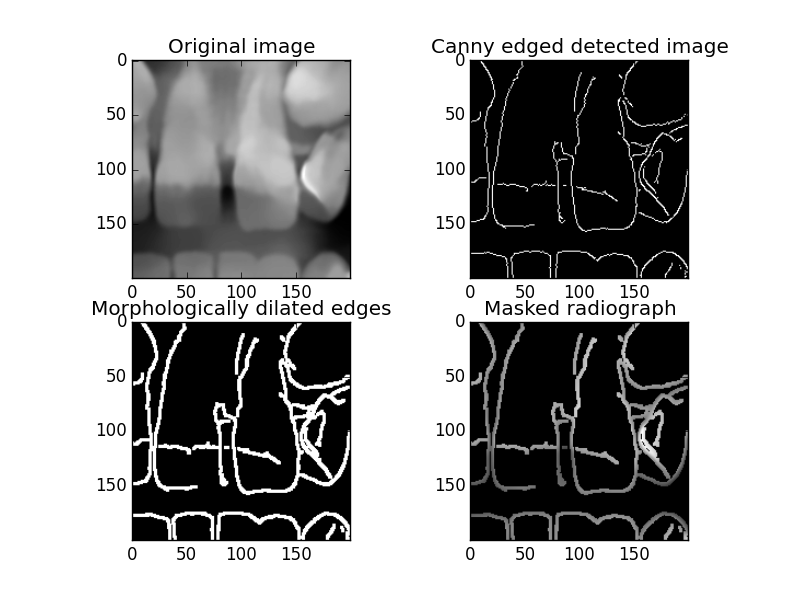 Original image
Canny edged detected image
0
50
100
150
0 50 100 150
0
50
100
150
0 50 100 150
Morphologically dilated edges
Masked radiograph
0
50
100
150
0 50 100 150
0
50
100
150
0 50 100 150